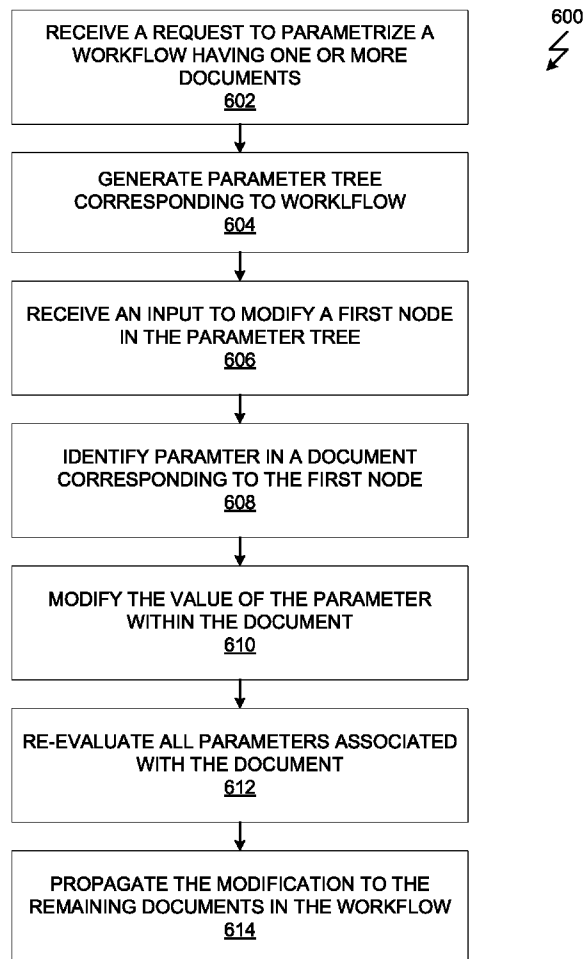 600
RECEIVE A REQUEST TO PARAMETRIZE A
WORKFLOW HAVING ONE OR MORE
DOCUMENTS
602
GENERATE PARAMETER TREE
CORRESPONDING TO WORKLFLOW
604
RECEIVE AN INPUT TO MODIFY A FIRST NODE
IN THE PARAMETER TREE
606
IDENTIFY PARAMTER IN A DOCUMENT
CORRESPONDING TO THE FIRST NODE
608
MODIFY THE VALUE OF THE PARAMETER
WITHIN THE DOCUMENT
610
RE-EVALUATE ALL PARAMETERS ASSOCIATED
WITH THE DOCUMENT
612
PROPAGATE THE MODIFICATION TO THE
REMAINING DOCUMENTS IN THE WORKFLOW
614